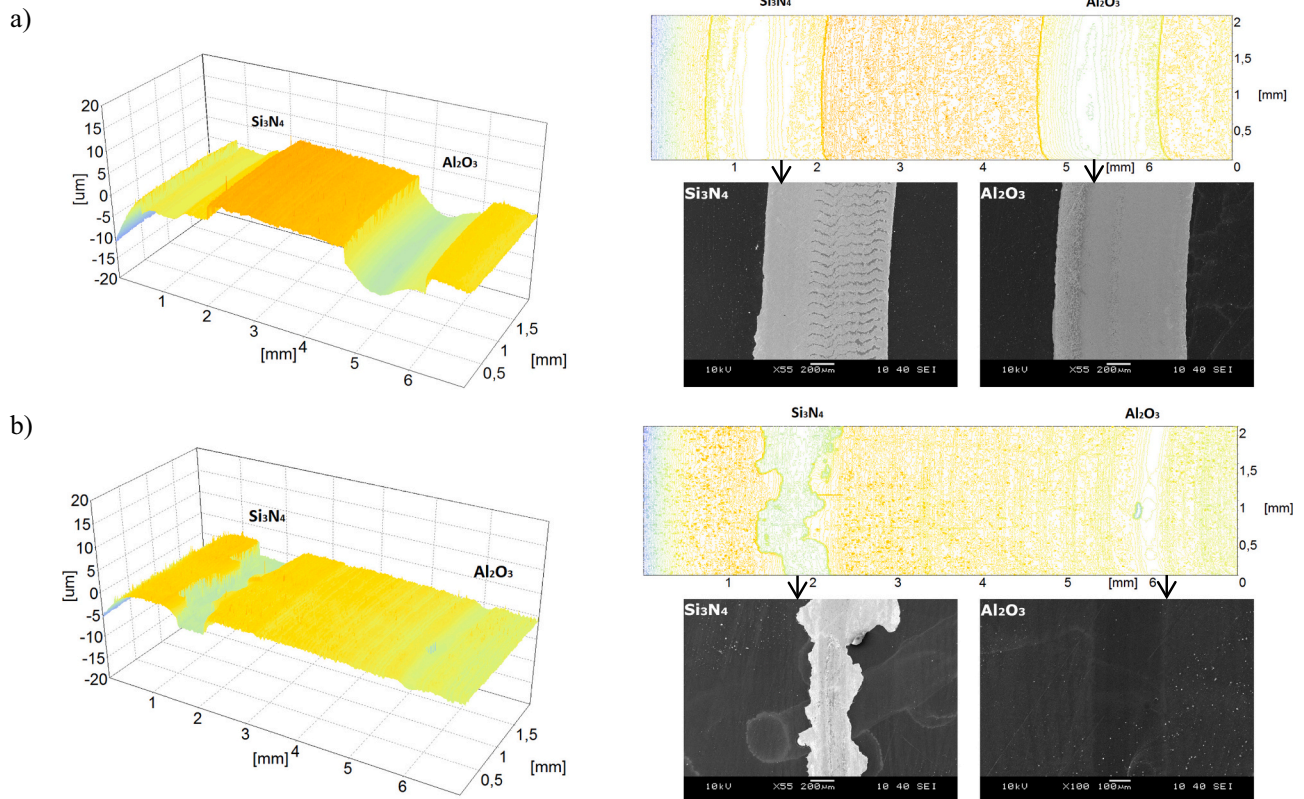 a)
20
15
10
5
0
-5
-10
-15
-20
[um]
Si₃N₄
Al₂O₃
1
2
3
4
5
6
[mm]
0,5
1
1,5
[mm]
Si₃N₄ Al₂O₃
2
1,5
1
0,5
0
[mm]
1 2 3 4 5 [mm] 6
Si₃N₄
10kV X55 200µm 10 40 SEI
Al₂O₃
10kV X55 200µm 10 40 SEI
b)
20
15
10
5
0
-5
-10
-15
-20
[um]
Si₃N₄
Al₂O₃
1
2
3
4
5
6
[mm]
0,5
1
1,5
[mm]
Si₃N₄ Al₂O₃
2
1,5
1
0,5
0
[mm]
1 2 3 4 5 [mm] 6
Si₃N₄
10kV X55 200µm 10 40 SEI
Al₂O₃
10kV X100 100µm 10 40 SEI